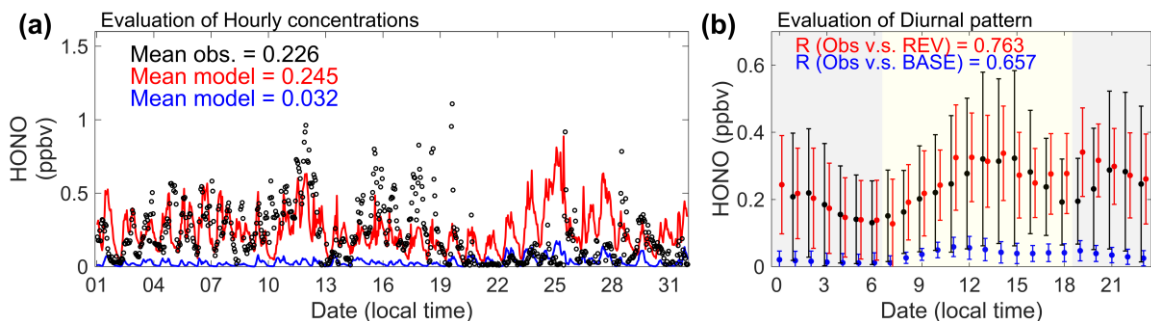 (a)
Evaluation of Hourly concentrations
Mean obs. = 0.226
Mean model = 0.245
Mean model = 0.032
HONO
(ppbv)
1.5
1
0.5
0
01 04 07 10 13 16 19 22 25 28 31
Date (local time)
(b)
Evaluation of Diurnal pattern
R (Obs v.s. REV) = 0.763
R (Obs v.s. BASE) = 0.657
HONO (ppbv)
0.6
0.4
0.2
0
0 3 6 9 12 15 18 21
Date (local time)